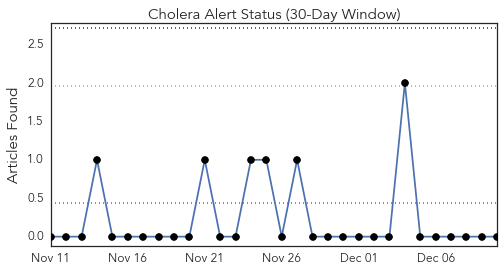 Cholera Alert Status (30-Day Window)
Articles Found
2.5
2.0
1.5
1.0
0.5
0.0
Nov 11 Nov 16 Nov 21 Nov 26 Dec 01 Dec 06